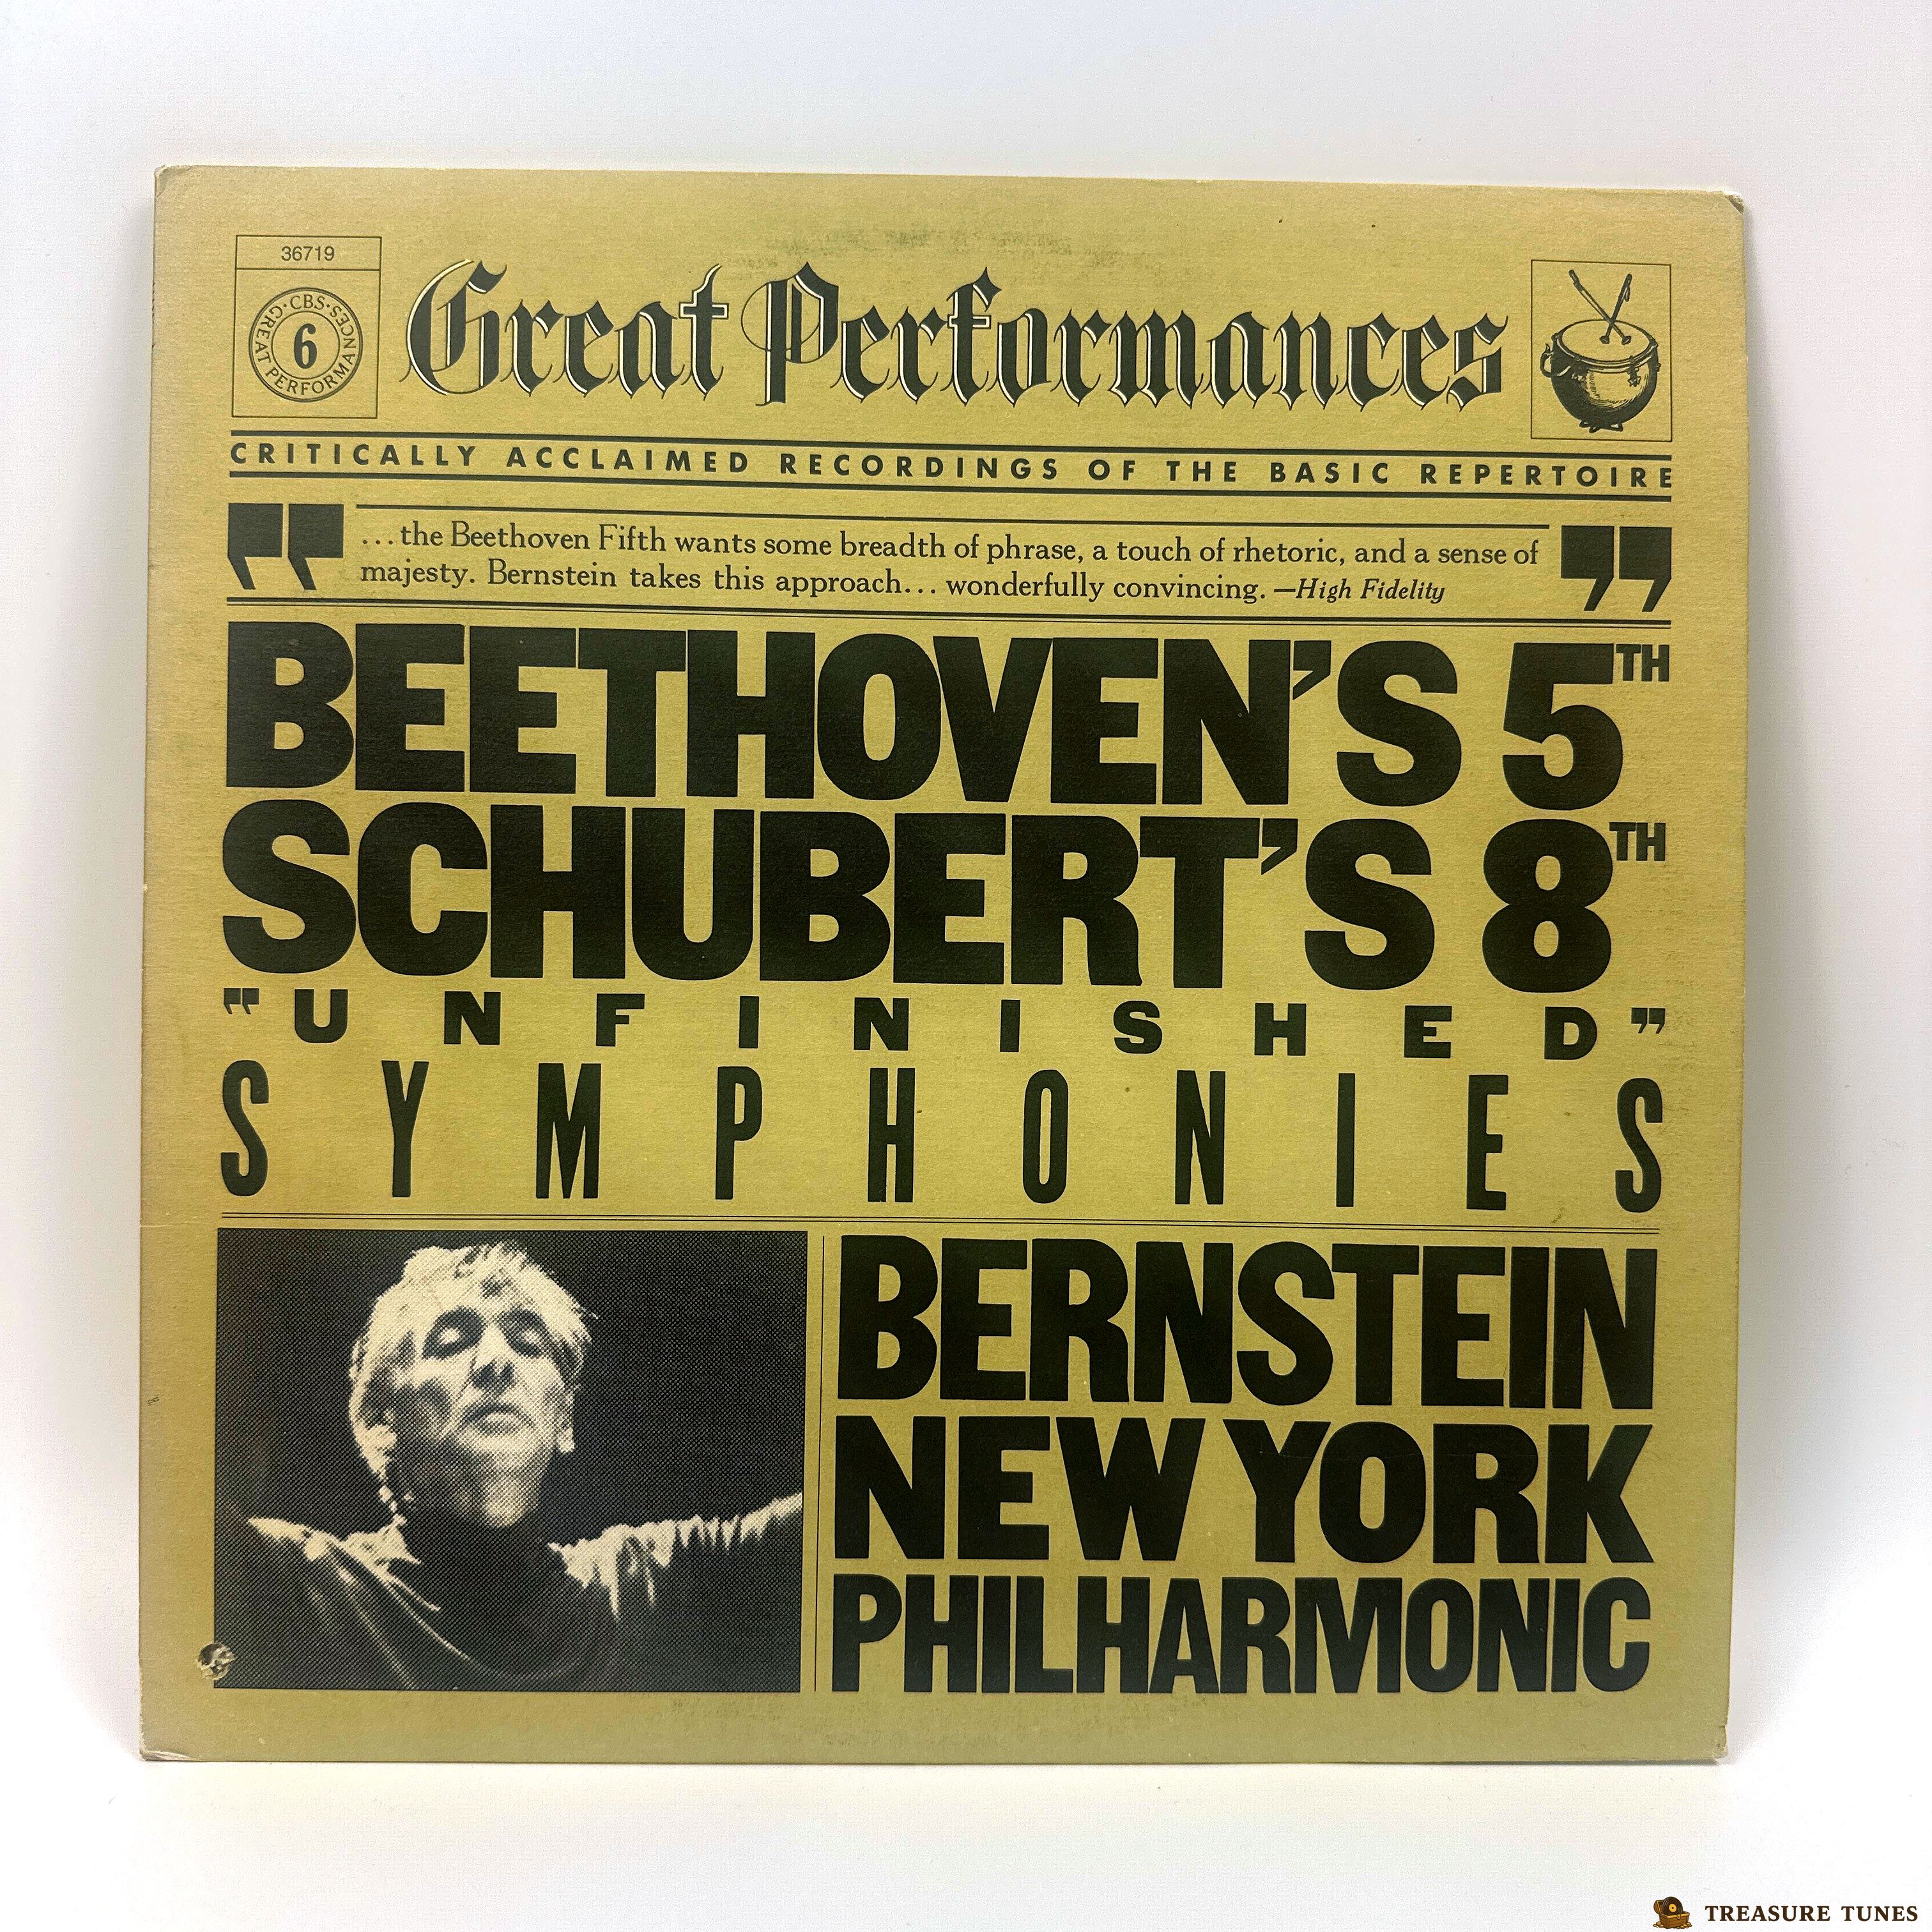 36719
·CBS·
GREAT PERFORMANCES
6
Great Performances
CRITICALLY ACCLAIMED RECORDINGS OF THE BASIC REPERTOIRE
"...the Beethoven Fifth wants some breadth of phrase, a touch of rhetoric, and a sense of
majesty. Bernstein takes this approach... wonderfully convincing. —High Fidelity"
BEETHOVEN'S 5TH
SCHUBERT'S 8TH
"UNFINISHED"
SYMPHONIES
BERNSTEIN
NEW YORK
PHILHARMONIC
TREASURE TUNES